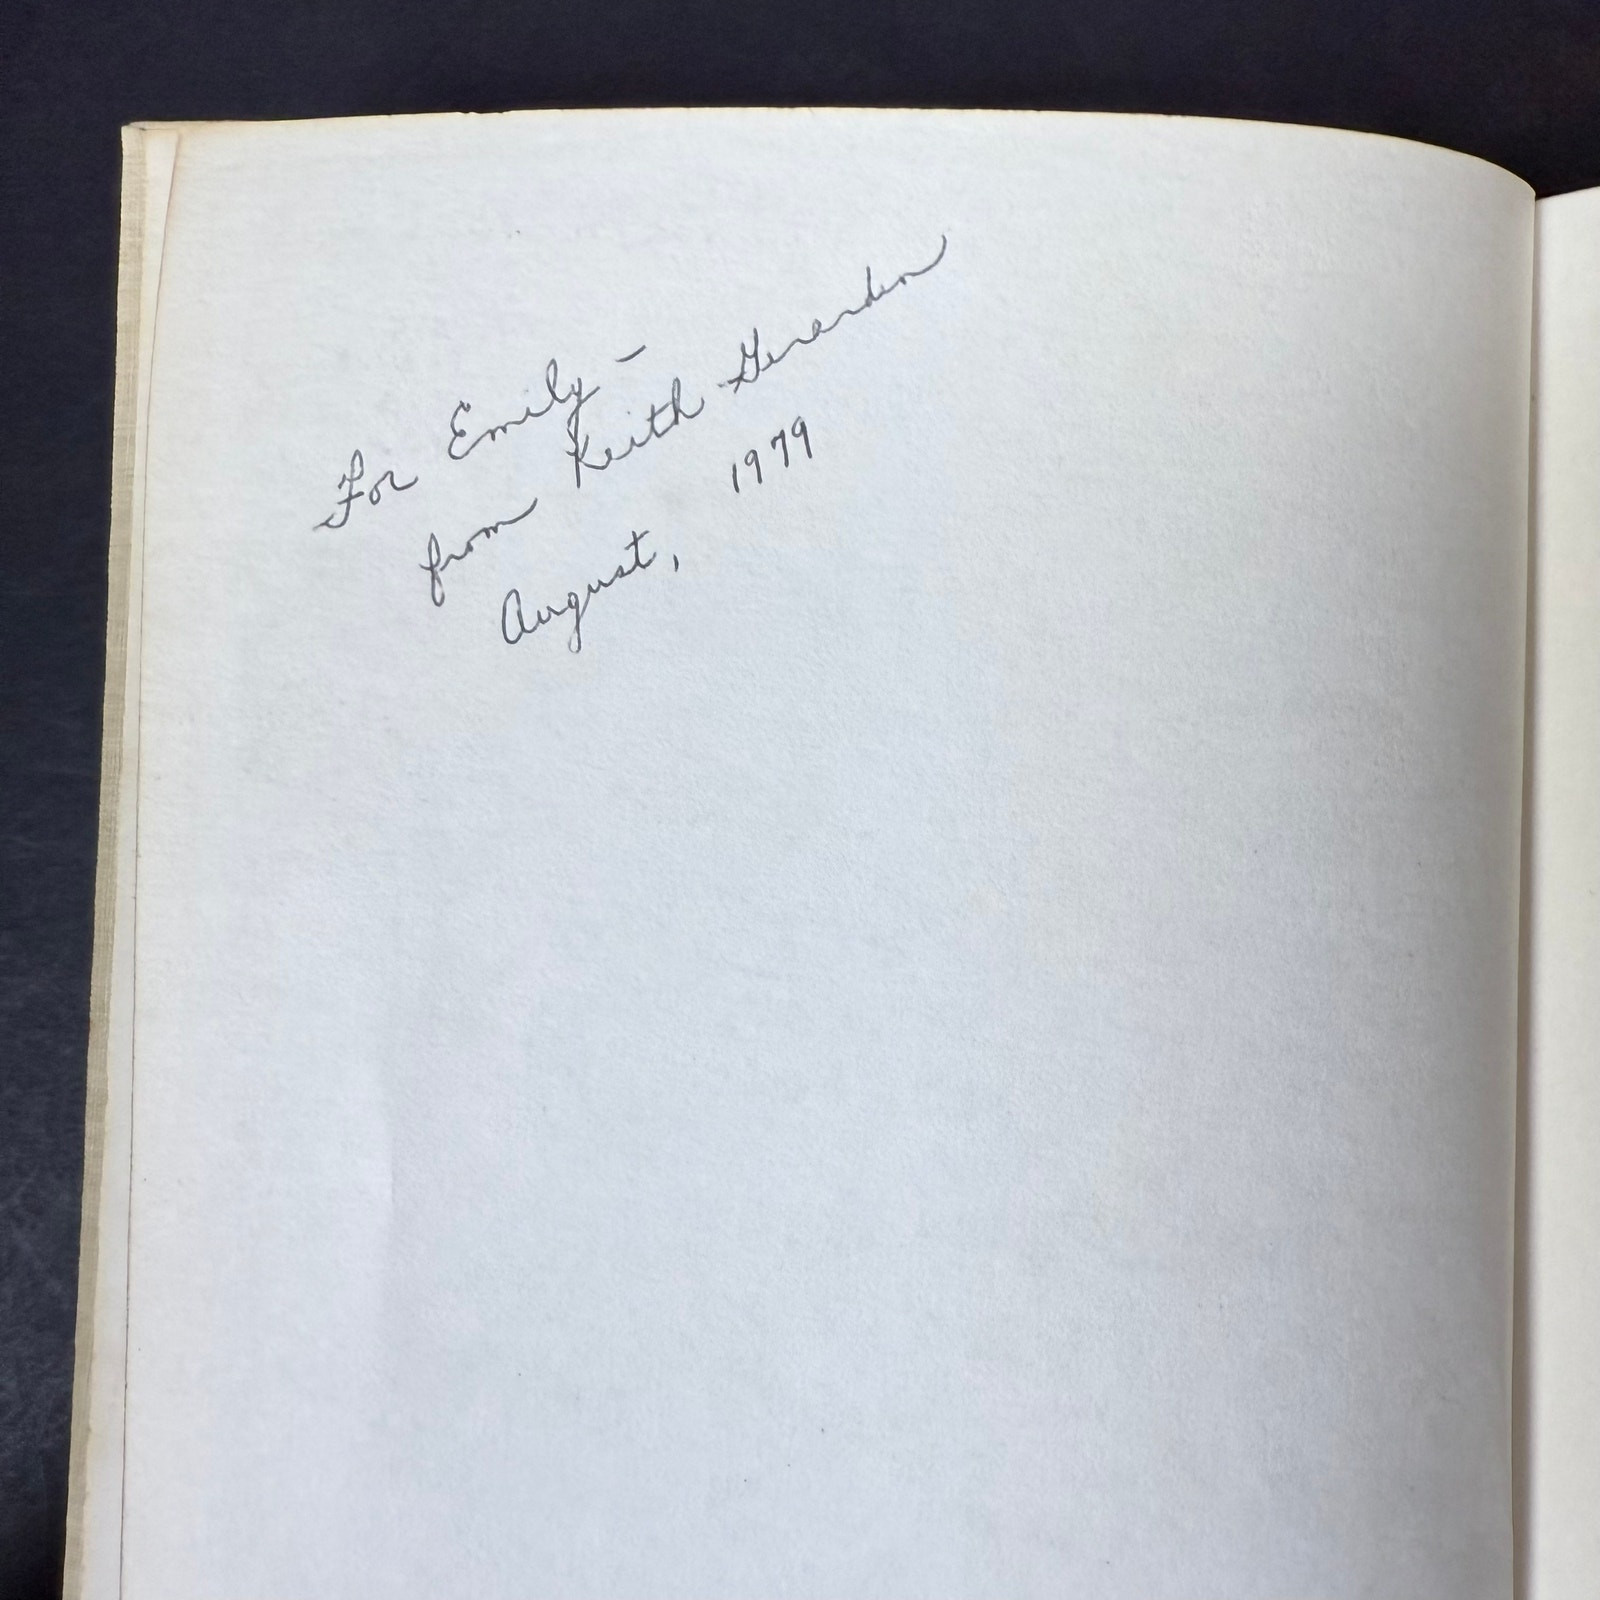 For Emily –
from Keith Gerarden
August, 1979